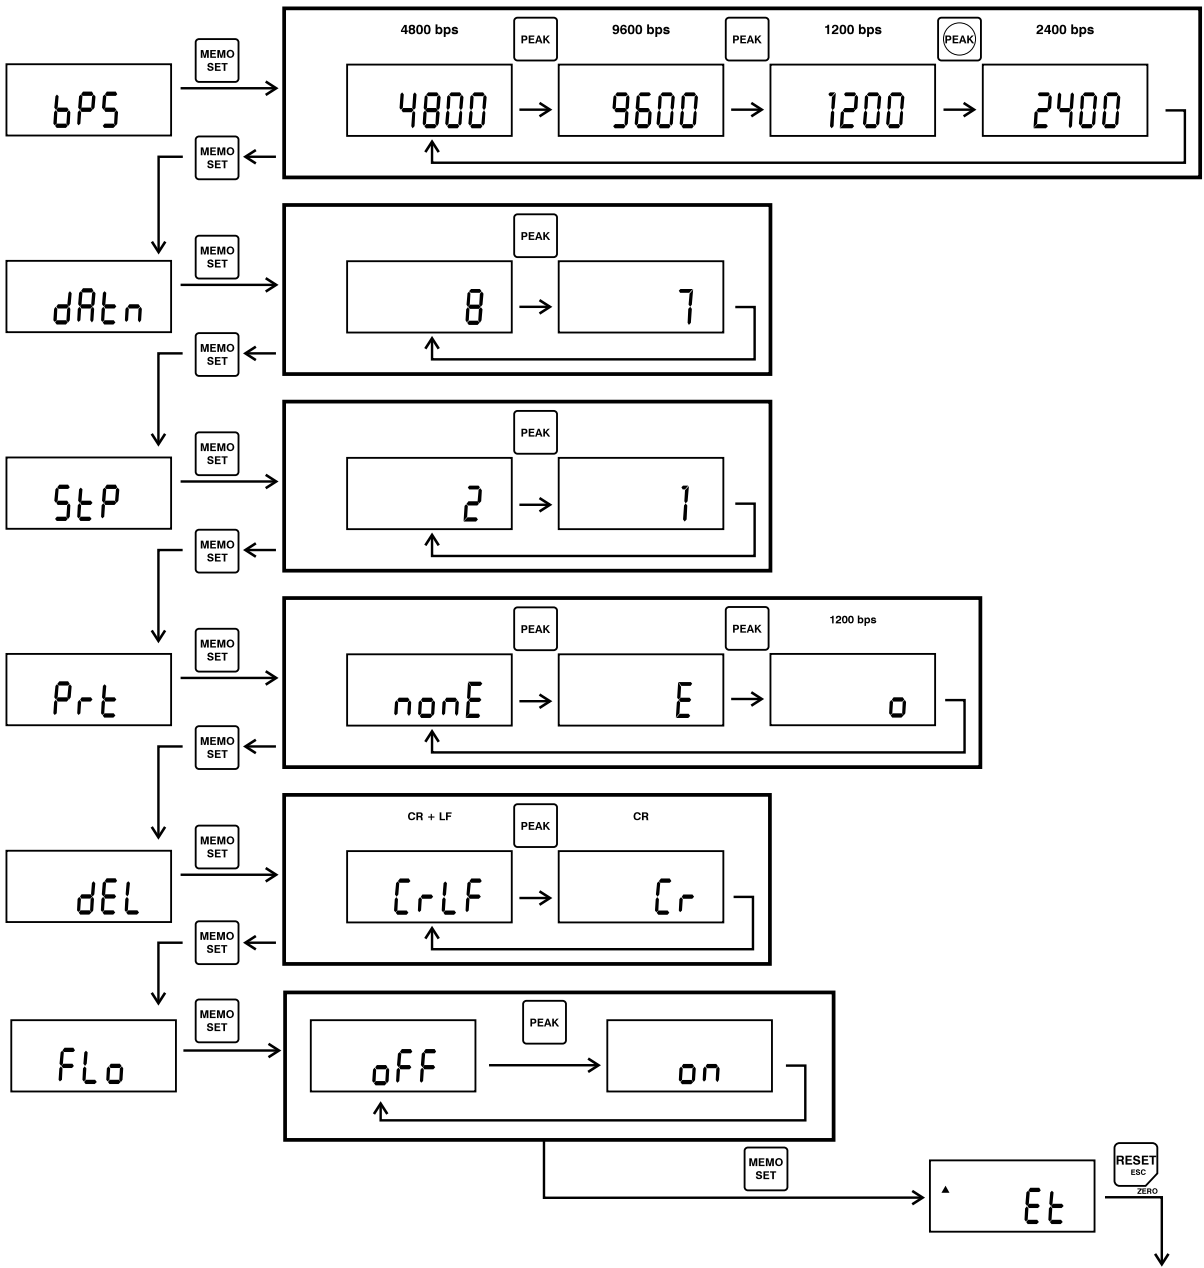 4800 bps PEAK 9600 bps PEAK 1200 bps PEAK 2400 bps
MEMO
SET
bPS 4800 9600 1200 2400
MEMO
SET
PEAK
MEMO
SET
dAtn 8 7
MEMO
SET
PEAK
MEMO
SET
StP 2 1
MEMO
SET
PEAK PEAK 1200 bps
MEMO
SET
Prt nonE E o
MEMO
SET
CR + LF PEAK CR
MEMO
SET
dEL CrLF Cr
MEMO
SET
PEAK
MEMO
SET
FLo oFF on
MEMO
SET
RESET
ESC
ZERO
▲ Et